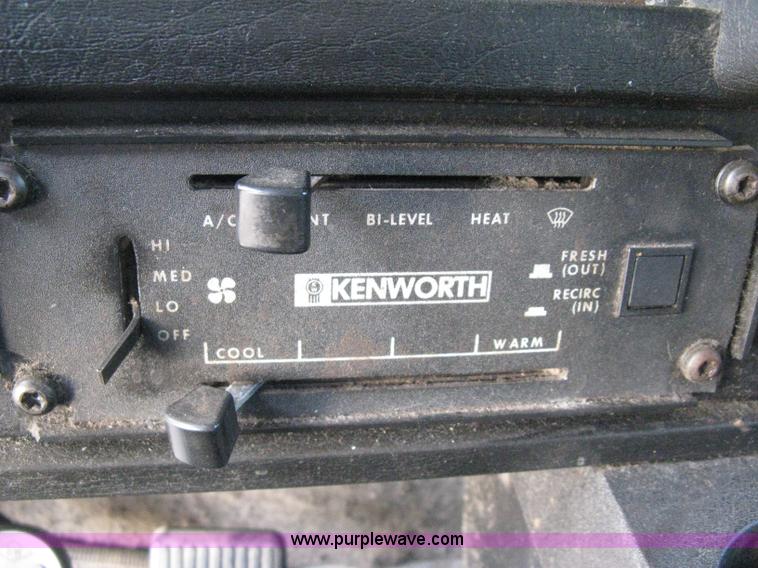 A/C BI-LEVEL HEAT
HI
MED
LO
OFF
KENWORTH
FRESH
(OUT)
RECIRC
(IN)
COOL WARM
www.purplewave.com